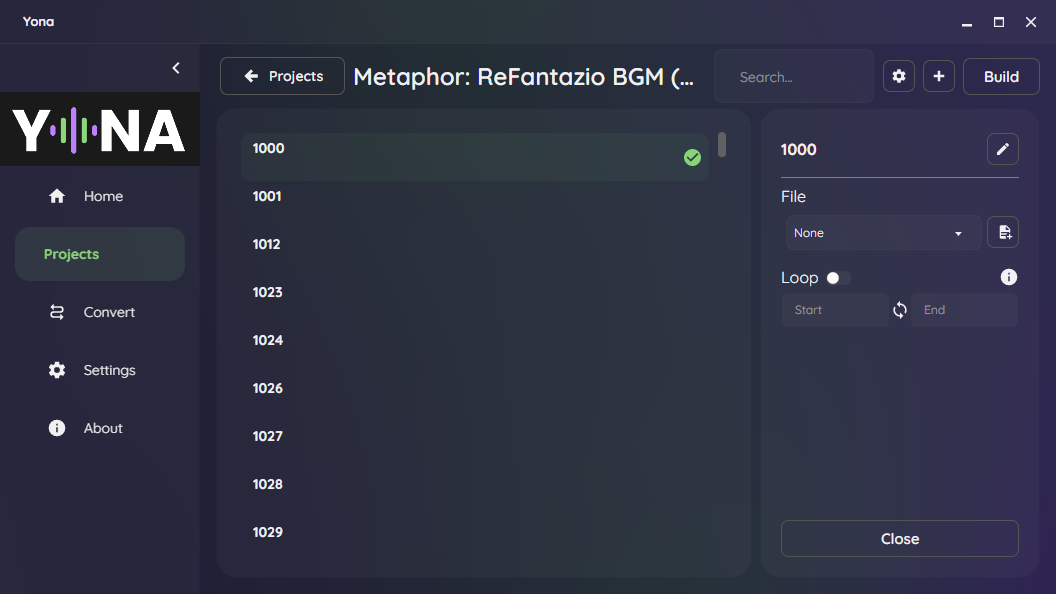 Yona
YONA
Home
Projects
Convert
Settings
About
Projects
Metaphor: ReFantazio BGM (...
Search...
Build
1000
1001
1012
1023
1024
1026
1027
1028
1029
1000
File
None
Loop
Start
End
Close